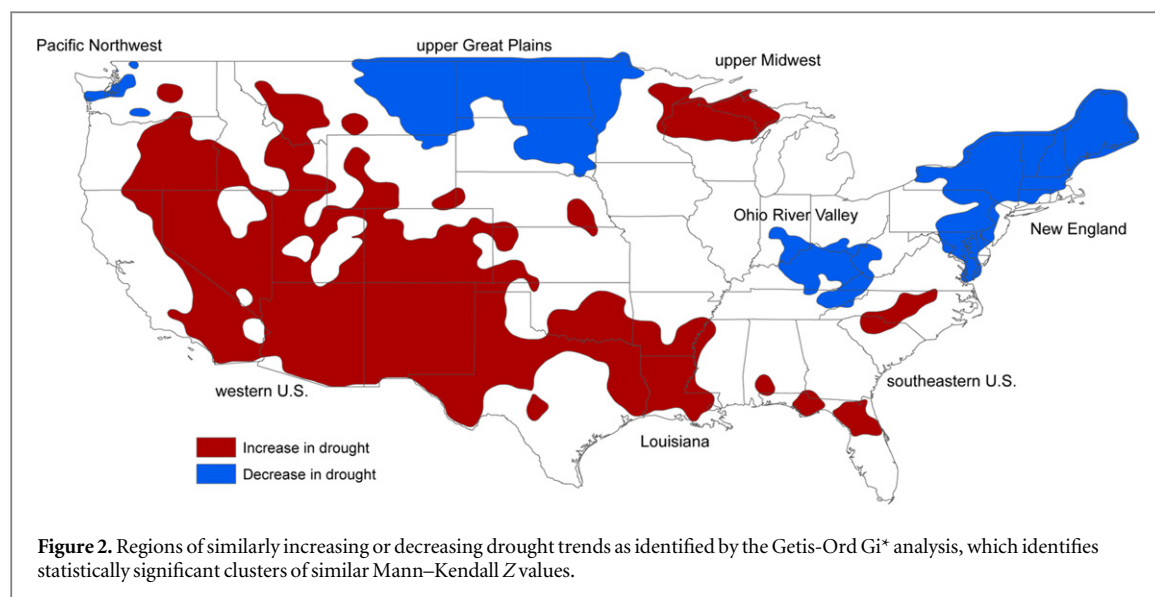 Pacific Northwest
upper Great Plains
upper Midwest
Ohio River Valley
New England
western U.S.
southeastern U.S.
Louisiana
Increase in drought
Decrease in drought
Figure 2. Regions of similarly increasing or decreasing drought trends as identified by the Getis-Ord Gi* analysis, which identifies
statistically significant clusters of similar Mann–Kendall Z values.